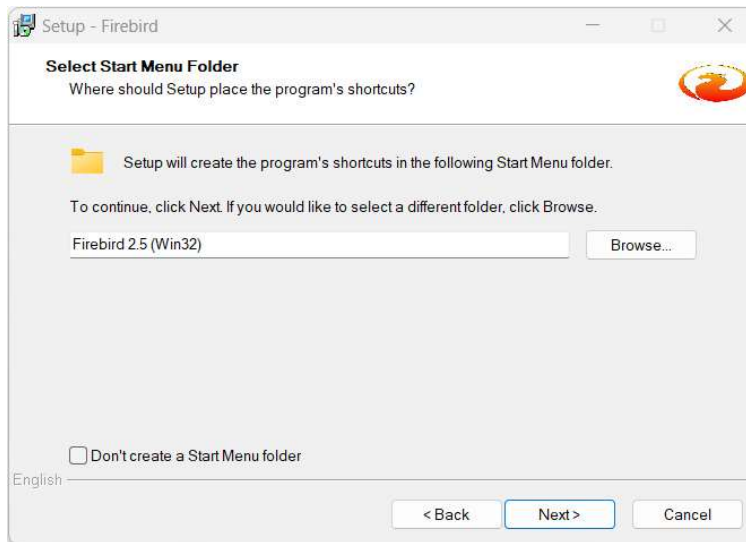 Setup - Firebird
Select Start Menu Folder
Where should Setup place the program's shortcuts?
Setup will create the program's shortcuts in the following Start Menu folder.
To continue, click Next. If you would like to select a different folder, click Browse.
Firebird 2.5 (Win32)
Browse...
Don't create a Start Menu folder
English
< Back
Next >
Cancel